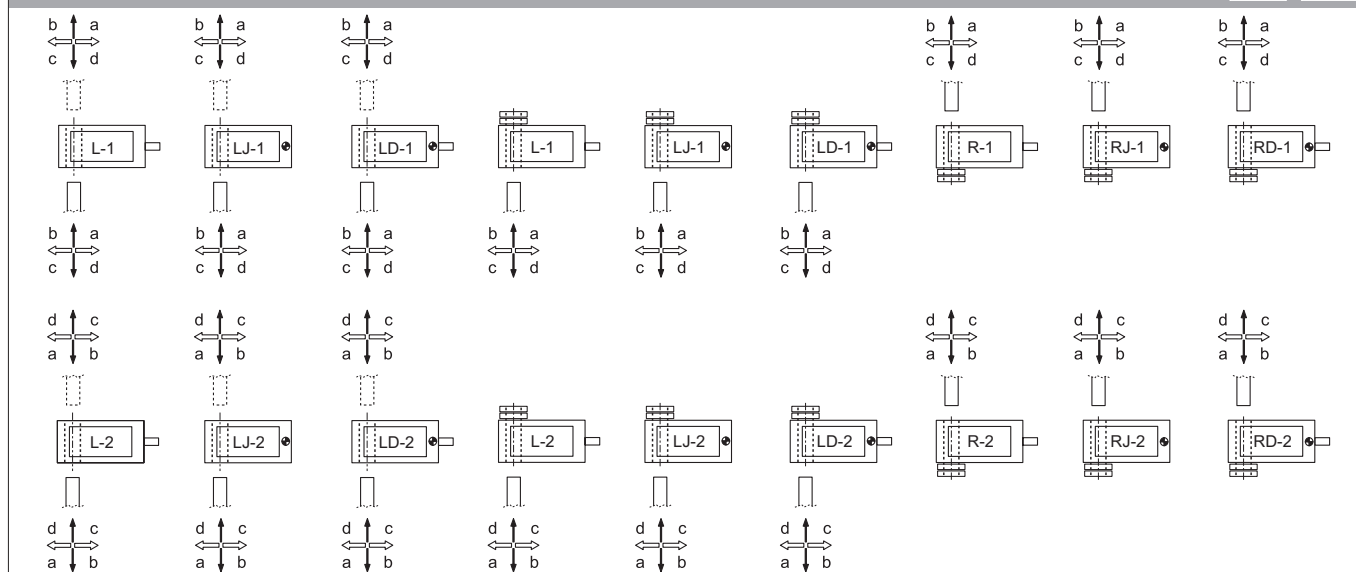 b a b a b a b a b a b a
c d c d c d c d c d c d
L-1 LJ-1 LD-1 L-1 LJ-1 LD-1 R-1 RJ-1 RD-1
b a b a b a b a b a b a
c d c d c d c d c d c d
d c d c d c d c d c d c
a b a b a b a b a b a b
L-2 LJ-2 LD-2 L-2 LJ-2 LD-2 R-2 RJ-2 RD-2
d c d c d c d c d c d c
a b a b a b a b a b a b